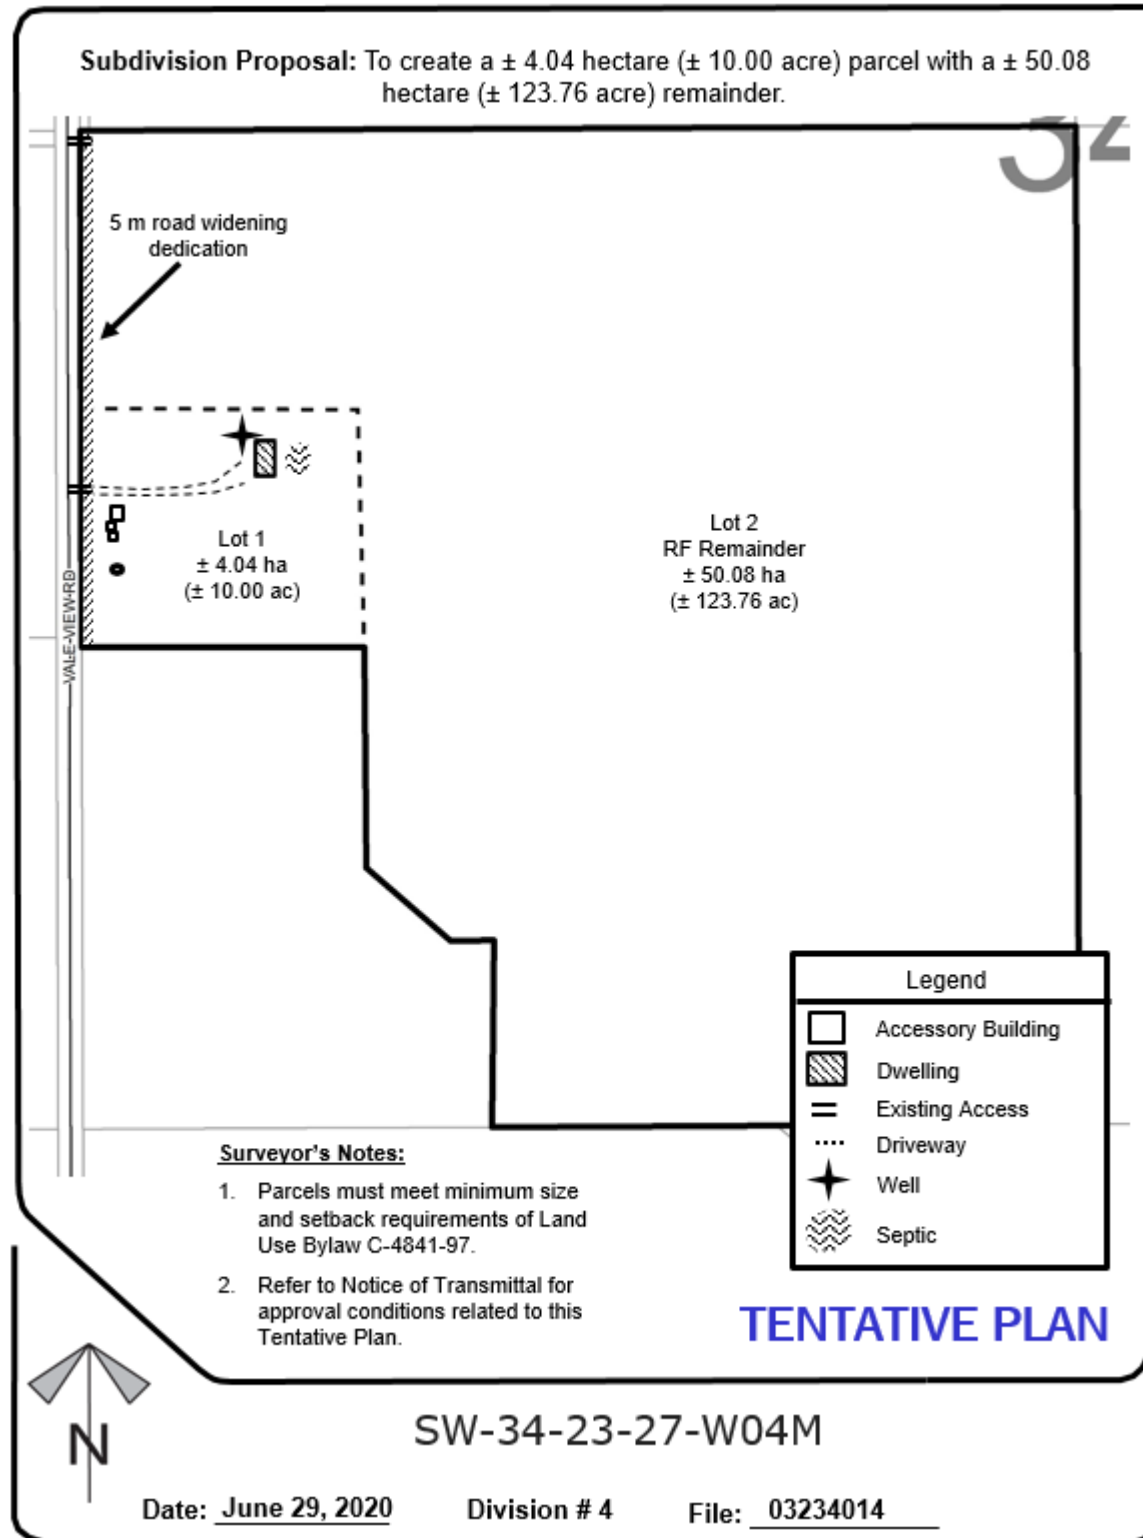 Subdivision Proposal: To create a ± 4.04 hectare (± 10.00 acre) parcel with a ± 50.08
hectare (± 123.76 acre) remainder.
34
5 m road widening
dedication
Lot 1
± 4.04 ha
(± 10.00 ac)
Lot 2
RF Remainder
± 50.08 ha
(± 123.76 ac)
VALE-VIEW-RD
Legend
Accessory Building
Dwelling
Existing Access
Driveway
Well
Septic
Surveyor's Notes:
1. Parcels must meet minimum size
and setback requirements of Land
Use Bylaw C-4841-97.
2. Refer to Notice of Transmittal for
approval conditions related to this
Tentative Plan.
TENTATIVE PLAN
N
SW-34-23-27-W04M
Date: June 29, 2020 Division # 4 File: 03234014